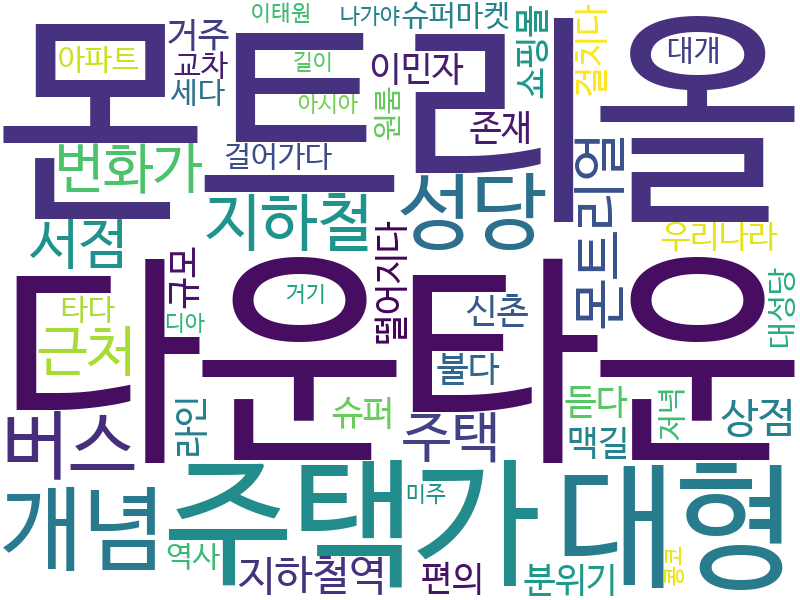 이태원
나가야
슈퍼마켓
몬트리올
거주
아파트
교차
길이
이민자
쇼핑몰
걸치다
대개
세다
아시아
원룸
존재
번화가
걸어가다
지하철
성당
몬트리얼
우리나라
서점
규모
떨어지다
다운타운
거기
신촌
대성당
타다
디아
근처
불다
버스
라인
슈퍼
주택
듣다
맥길
저녁
상점
개념
주택가
미주
대형
역사
지하철역
편의
분위기
콩코